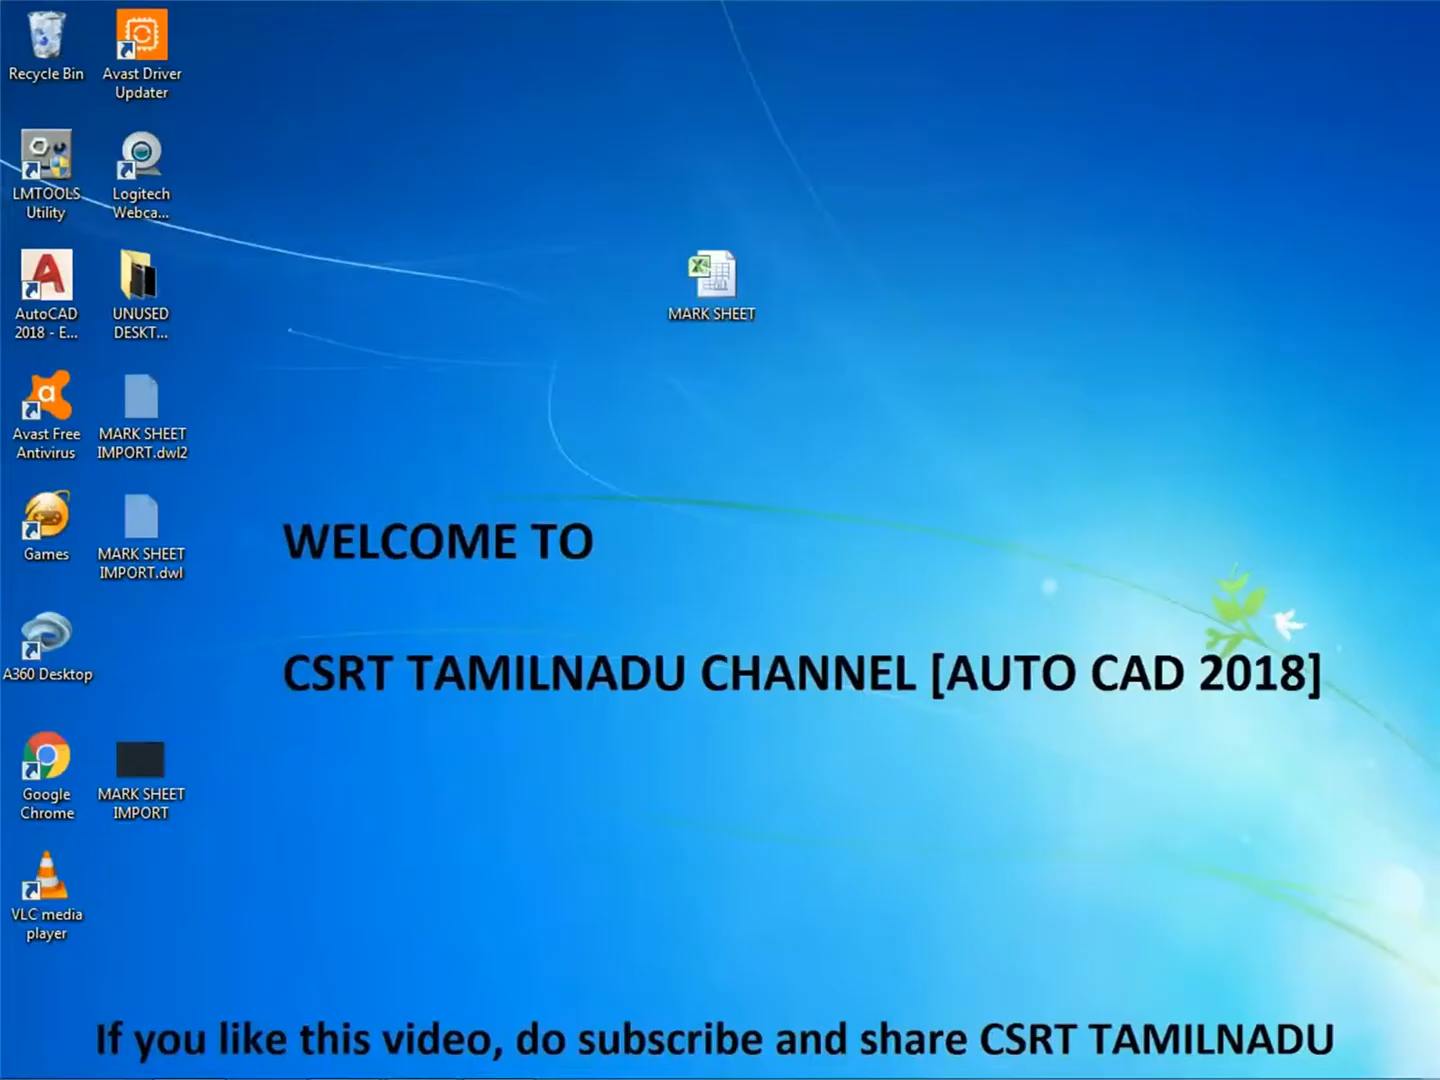 Recycle Bin
Avast Driver
Updater
LMTOOLS
Utility
Logitech
Webca...
AutoCAD
2018 - E...
UNUSED
DESKT...
MARK SHEET
Avast Free
Antivirus
MARK SHEET
IMPORT.dwl2
Games
MARK SHEET
IMPORT.dwl
WELCOME TO
A360 Desktop
CSRT TAMILNADU CHANNEL [AUTO CAD 2018]
Google
Chrome
MARK SHEET
IMPORT
VLC media
player
If you like this video, do subscribe and share CSRT TAMILNADU